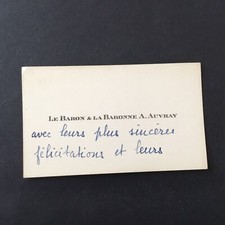 Le Baron & la Baronne A. Auvray
avec leurs plus sincères
félicitations et leurs